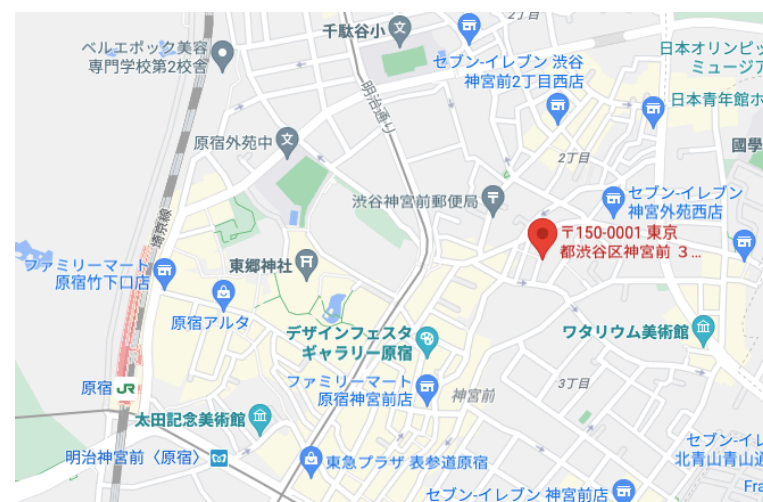 2丁目
千駄谷小
ベルエポック美容
専門学校第2校舎
セブン-イレブン 渋谷
神宮前2丁目西店
日本オリンピッ
ミュージア
日本青年館ホ
明治通り
原宿外苑中
國學
2丁目
渋谷神宮前郵便局
セブン-イレブン
神宮外苑西店
埼京線
〒150-0001 東京
都渋谷区神宮前 3...
ファミリーマート
原宿竹下口店
東郷神社
原宿アルタ
デザインフェスタ
ギャラリー原宿
ワタリウム美術館
原宿
JR
ファミリーマート
原宿神宮前店
神宮前
3丁目
太田記念美術館
明治神宮前〈原宿〉
東急プラザ 表参道原宿
セブン-イ
北青山青山通
セブン-イレブン 神宮前店
Fra